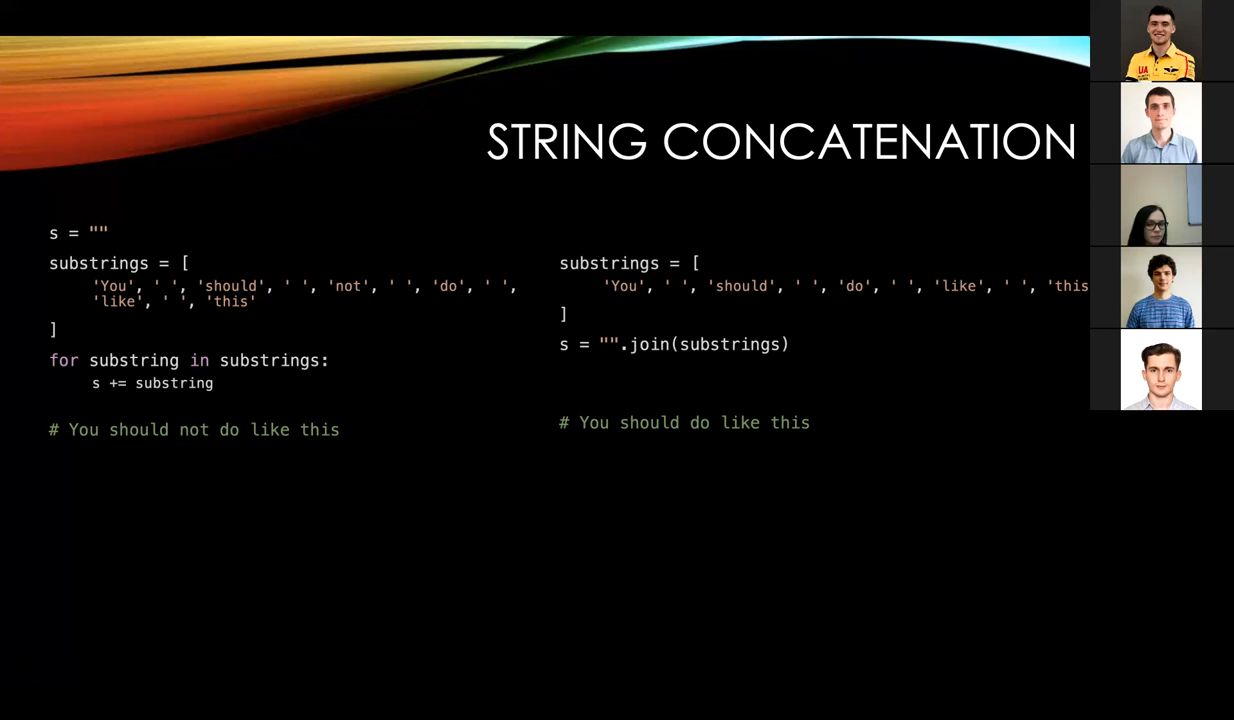 STRING CONCATENATION
s = ""
substrings = [
'You', ' ', 'should', ' ', 'not', ' ', 'do', ' ',
'like', ' ', 'this'
]
for substring in substrings:
s += substring
# You should not do like this
substrings = [
'You', ' ', 'should', ' ', 'do', ' ', 'like', ' ', 'this
]
s = "".join(substrings)
# You should do like this
UA